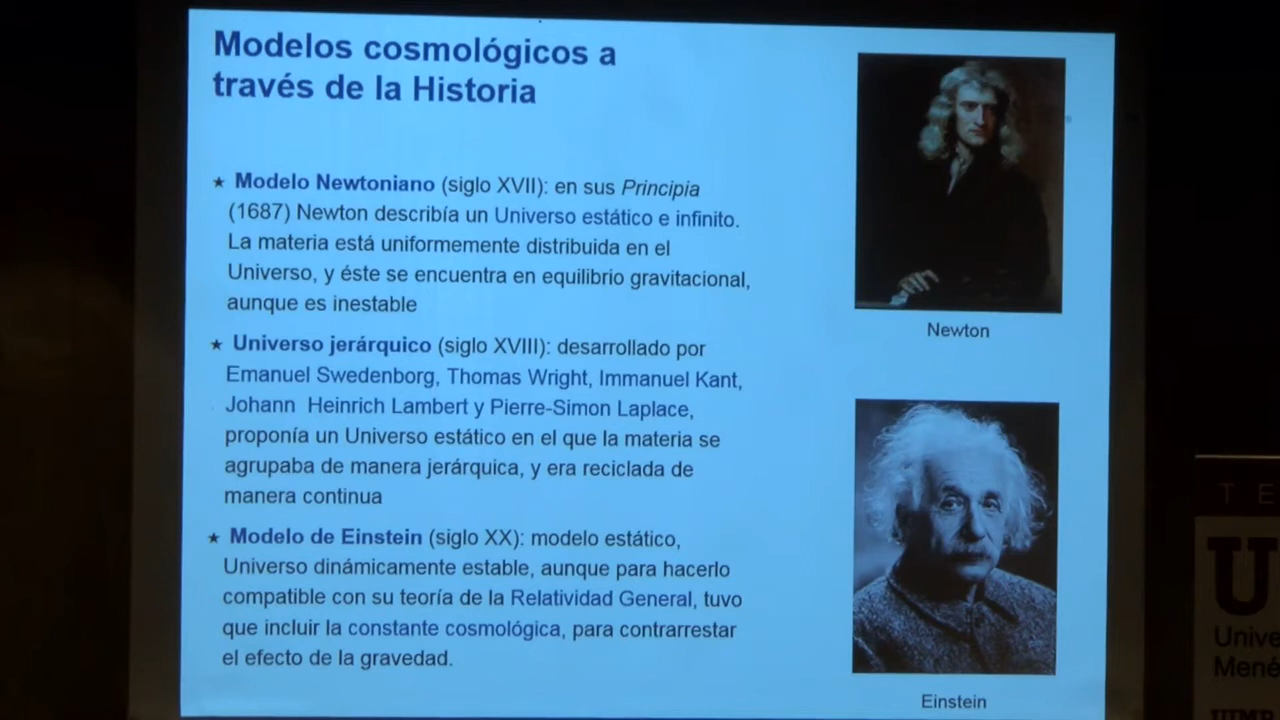 Modelos cosmológicos a
través de la Historia
★ Modelo Newtoniano (siglo XVII): en sus Principia
(1687) Newton describía un Universo estático e infinito.
La materia está uniformemente distribuida en el
Universo, y éste se encuentra en equilibrio gravitacional,
aunque es inestable
★ Universo jerárquico (siglo XVIII): desarrollado por
Emanuel Swedenborg, Thomas Wright, Immanuel Kant,
Johann Heinrich Lambert y Pierre-Simon Laplace,
proponía un Universo estático en el que la materia se
agrupaba de manera jerárquica, y era reciclada de
manera continua
★ Modelo de Einstein (siglo XX): modelo estático,
Universo dinámicamente estable, aunque para hacerlo
compatible con su teoría de la Relatividad General, tuvo
que incluir la constante cosmológica, para contrarrestar
el efecto de la gravedad.
Newton
Einstein
T E
U
Unive
Mené